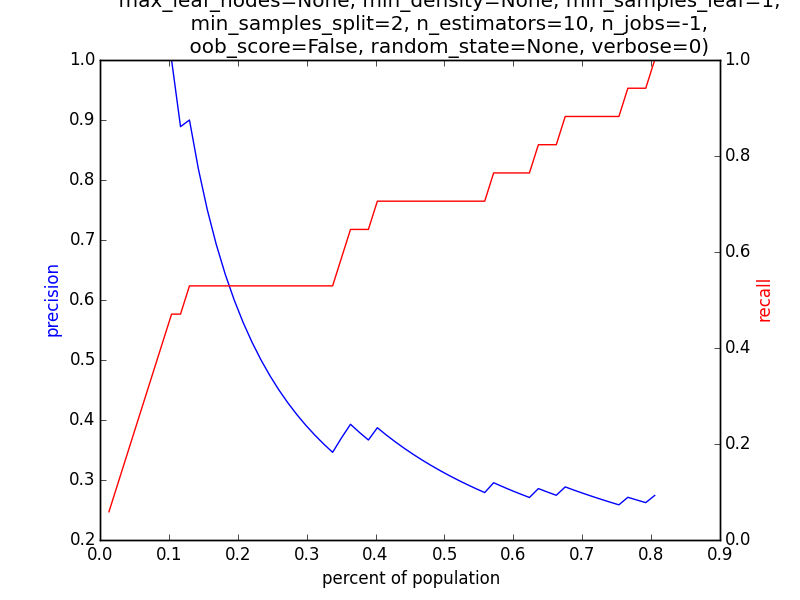 max_leaf_nodes=None, min_density=None, min_samples_leaf=1,
min_samples_split=2, n_estimators=10, n_jobs=-1,
oob_score=False, random_state=None, verbose=0)
1.0
0.9
0.8
0.7
0.6
0.5
0.4
0.3
0.2
precision
1.0
0.8
0.6
0.4
0.2
0.0
recall
0.0 0.1 0.2 0.3 0.4 0.5 0.6 0.7 0.8 0.9
percent of population